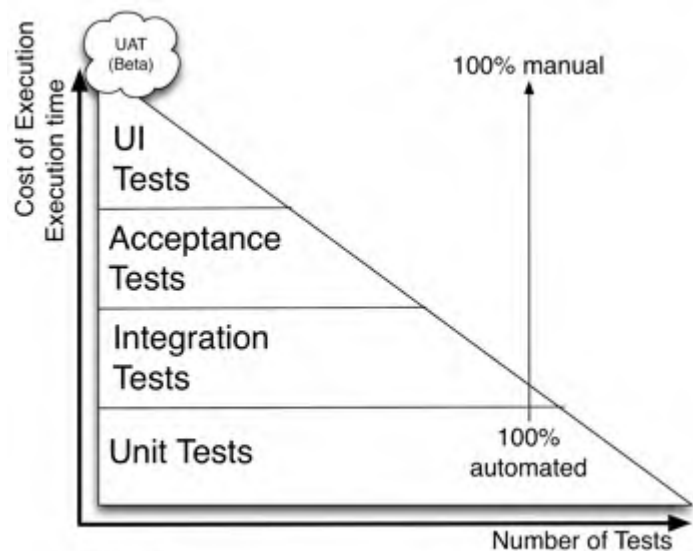 UAT
(Beta)
100% manual
Cost of Execution
Execution time
UI
Tests
Acceptance
Tests
Integration
Tests
Unit Tests
100%
automated
Number of Tests